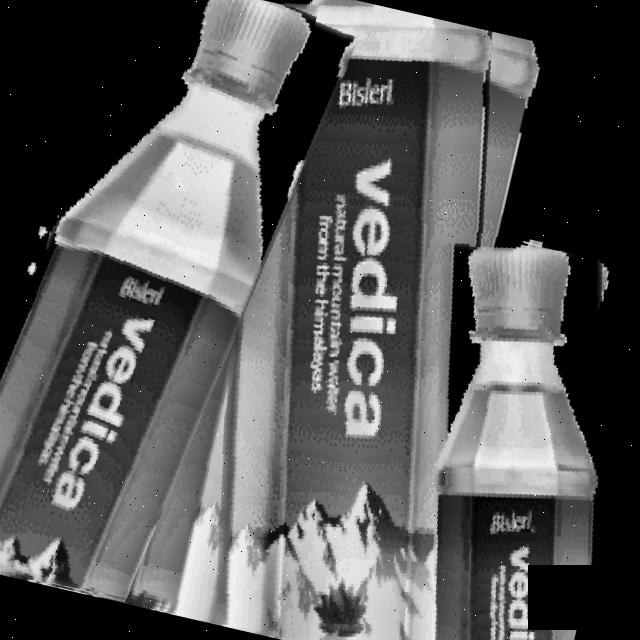 Bisleri
vedica
natural mountain water
from the himalayas
Bisleri
vedica
Bisleri